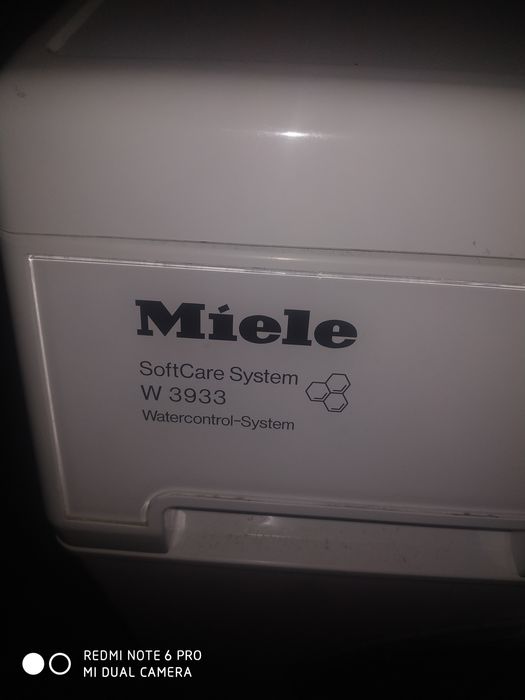 Miele
SoftCare System
W 3933
Watercontrol-System
REDMI NOTE 6 PRO
MI DUAL CAMERA